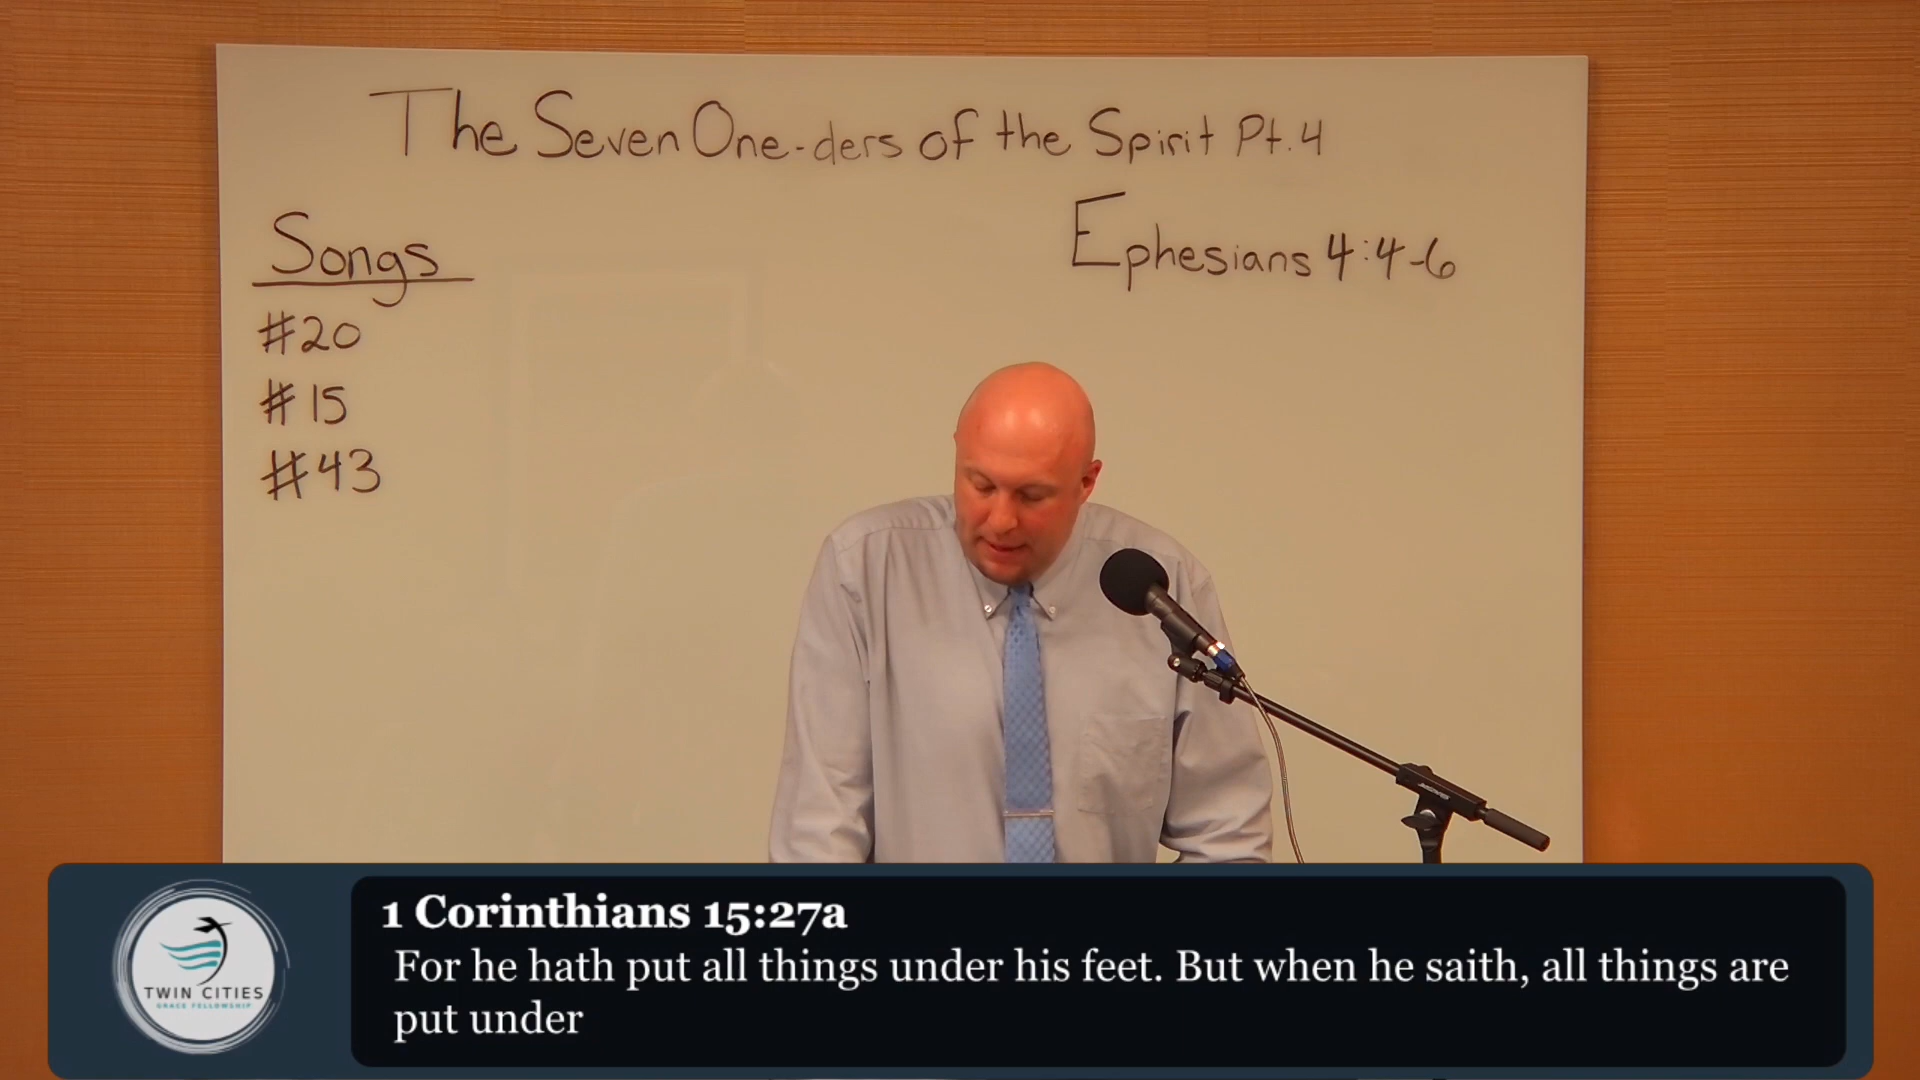 The Seven One-ders of the Spirit Pt.4
Songs
Ephesians 4:4-6
#20
#15
#43
1 Corinthians 15:27a
For he hath put all things under his feet. But when he saith, all things are
put under
TWIN CITIES
GRACE FELLOWSHIP